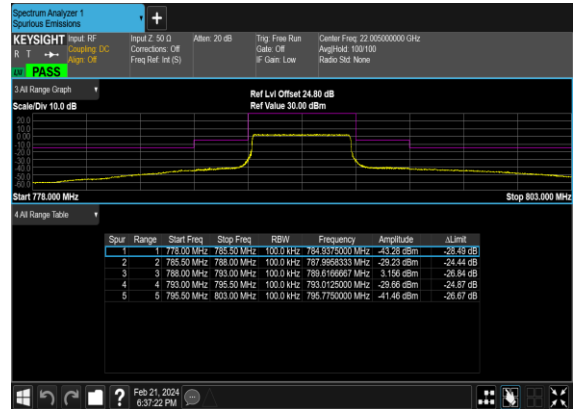 Spectrum Analyzer 1
Spurious Emissions
KEYSIGHT Input: RF Input Z: 50 Ω Atten: 20 dB Trig: Free Run Center Freq: 22.005000000 GHz
R T Coupling: DC Corrections: Off Gate: Off Avg|Hold: 100/100
Align: Off Freq Ref: Int (S) IF Gain: Low Radio Std: None
PASS
3 All Range Graph
Ref Lvl Offset 24.80 dB
Scale/Div 10.0 dB Ref Value 30.00 dBm
20.0
10.0
0.00
-10.0
-20.0
-30.0
-40.0
-50.0
-60.0
Start 778.000 MHz Stop 803.000 MHz
4 All Range Table
Spur Range Start Freq Stop Freq RBW Frequency Amplitude ΔLimit
1 1 778.00 MHz 785.50 MHz 100.0 kHz 784.9375000 MHz -43.28 dBm -28.49 dB
2 2 785.50 MHz 788.00 MHz 100.0 kHz 787.9958333 MHz -29.23 dBm -24.44 dB
3 3 788.00 MHz 793.00 MHz 100.0 kHz 789.6166667 MHz 3.156 dBm -26.84 dB
4 4 793.00 MHz 795.50 MHz 100.0 kHz 793.0125000 MHz -29.66 dBm -24.87 dB
5 5 795.50 MHz 803.00 MHz 100.0 kHz 795.7750000 MHz -41.46 dBm -26.67 dB
? Feb 21, 2024
6:37:22 PM